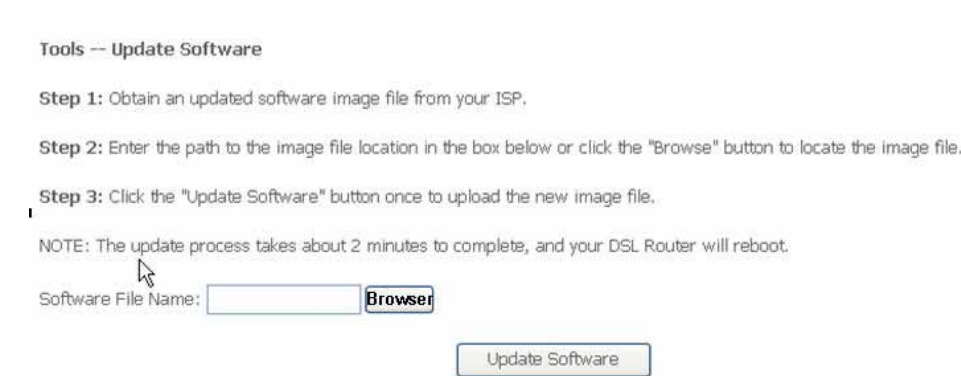 Tools -- Update Software
Step 1: Obtain an updated software image file from your ISP.
Step 2: Enter the path to the image file location in the box below or click the "Browse" button to locate the image file.
Step 3: Click the "Update Software" button once to upload the new image file.
NOTE: The update process takes about 2 minutes to complete, and your DSL Router will reboot.
Software File Name: Browser
Update Software